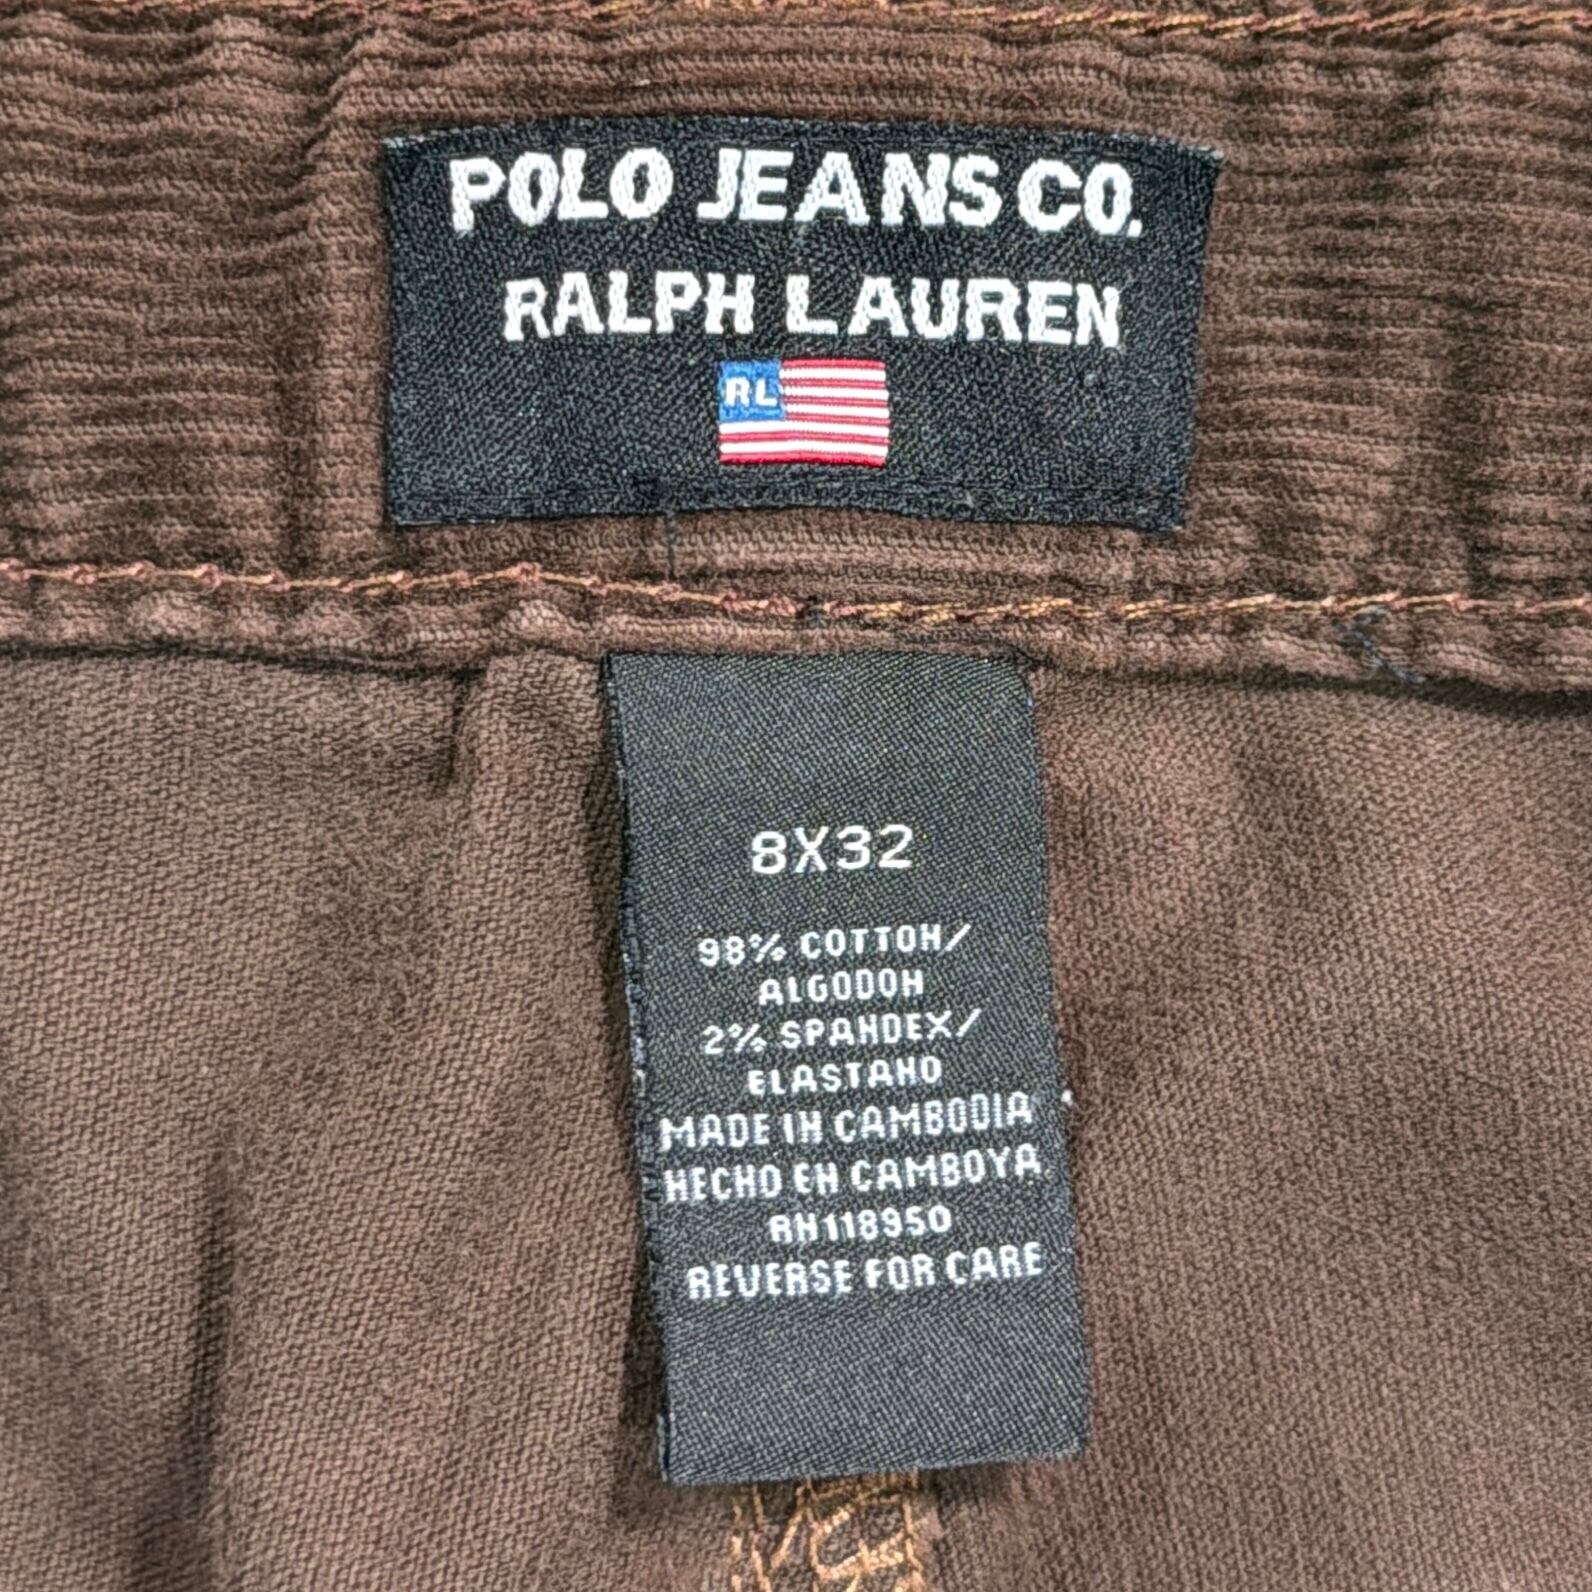 POLO JEANS CO.
RALPH LAUREN
RL
8X32
98% COTTON/
ALGODON
2% SPANDEX/
ELASTANO
MADE IN CAMBODIA
HECHO EN CAMBOYA
RN118950
REVERSE FOR CARE